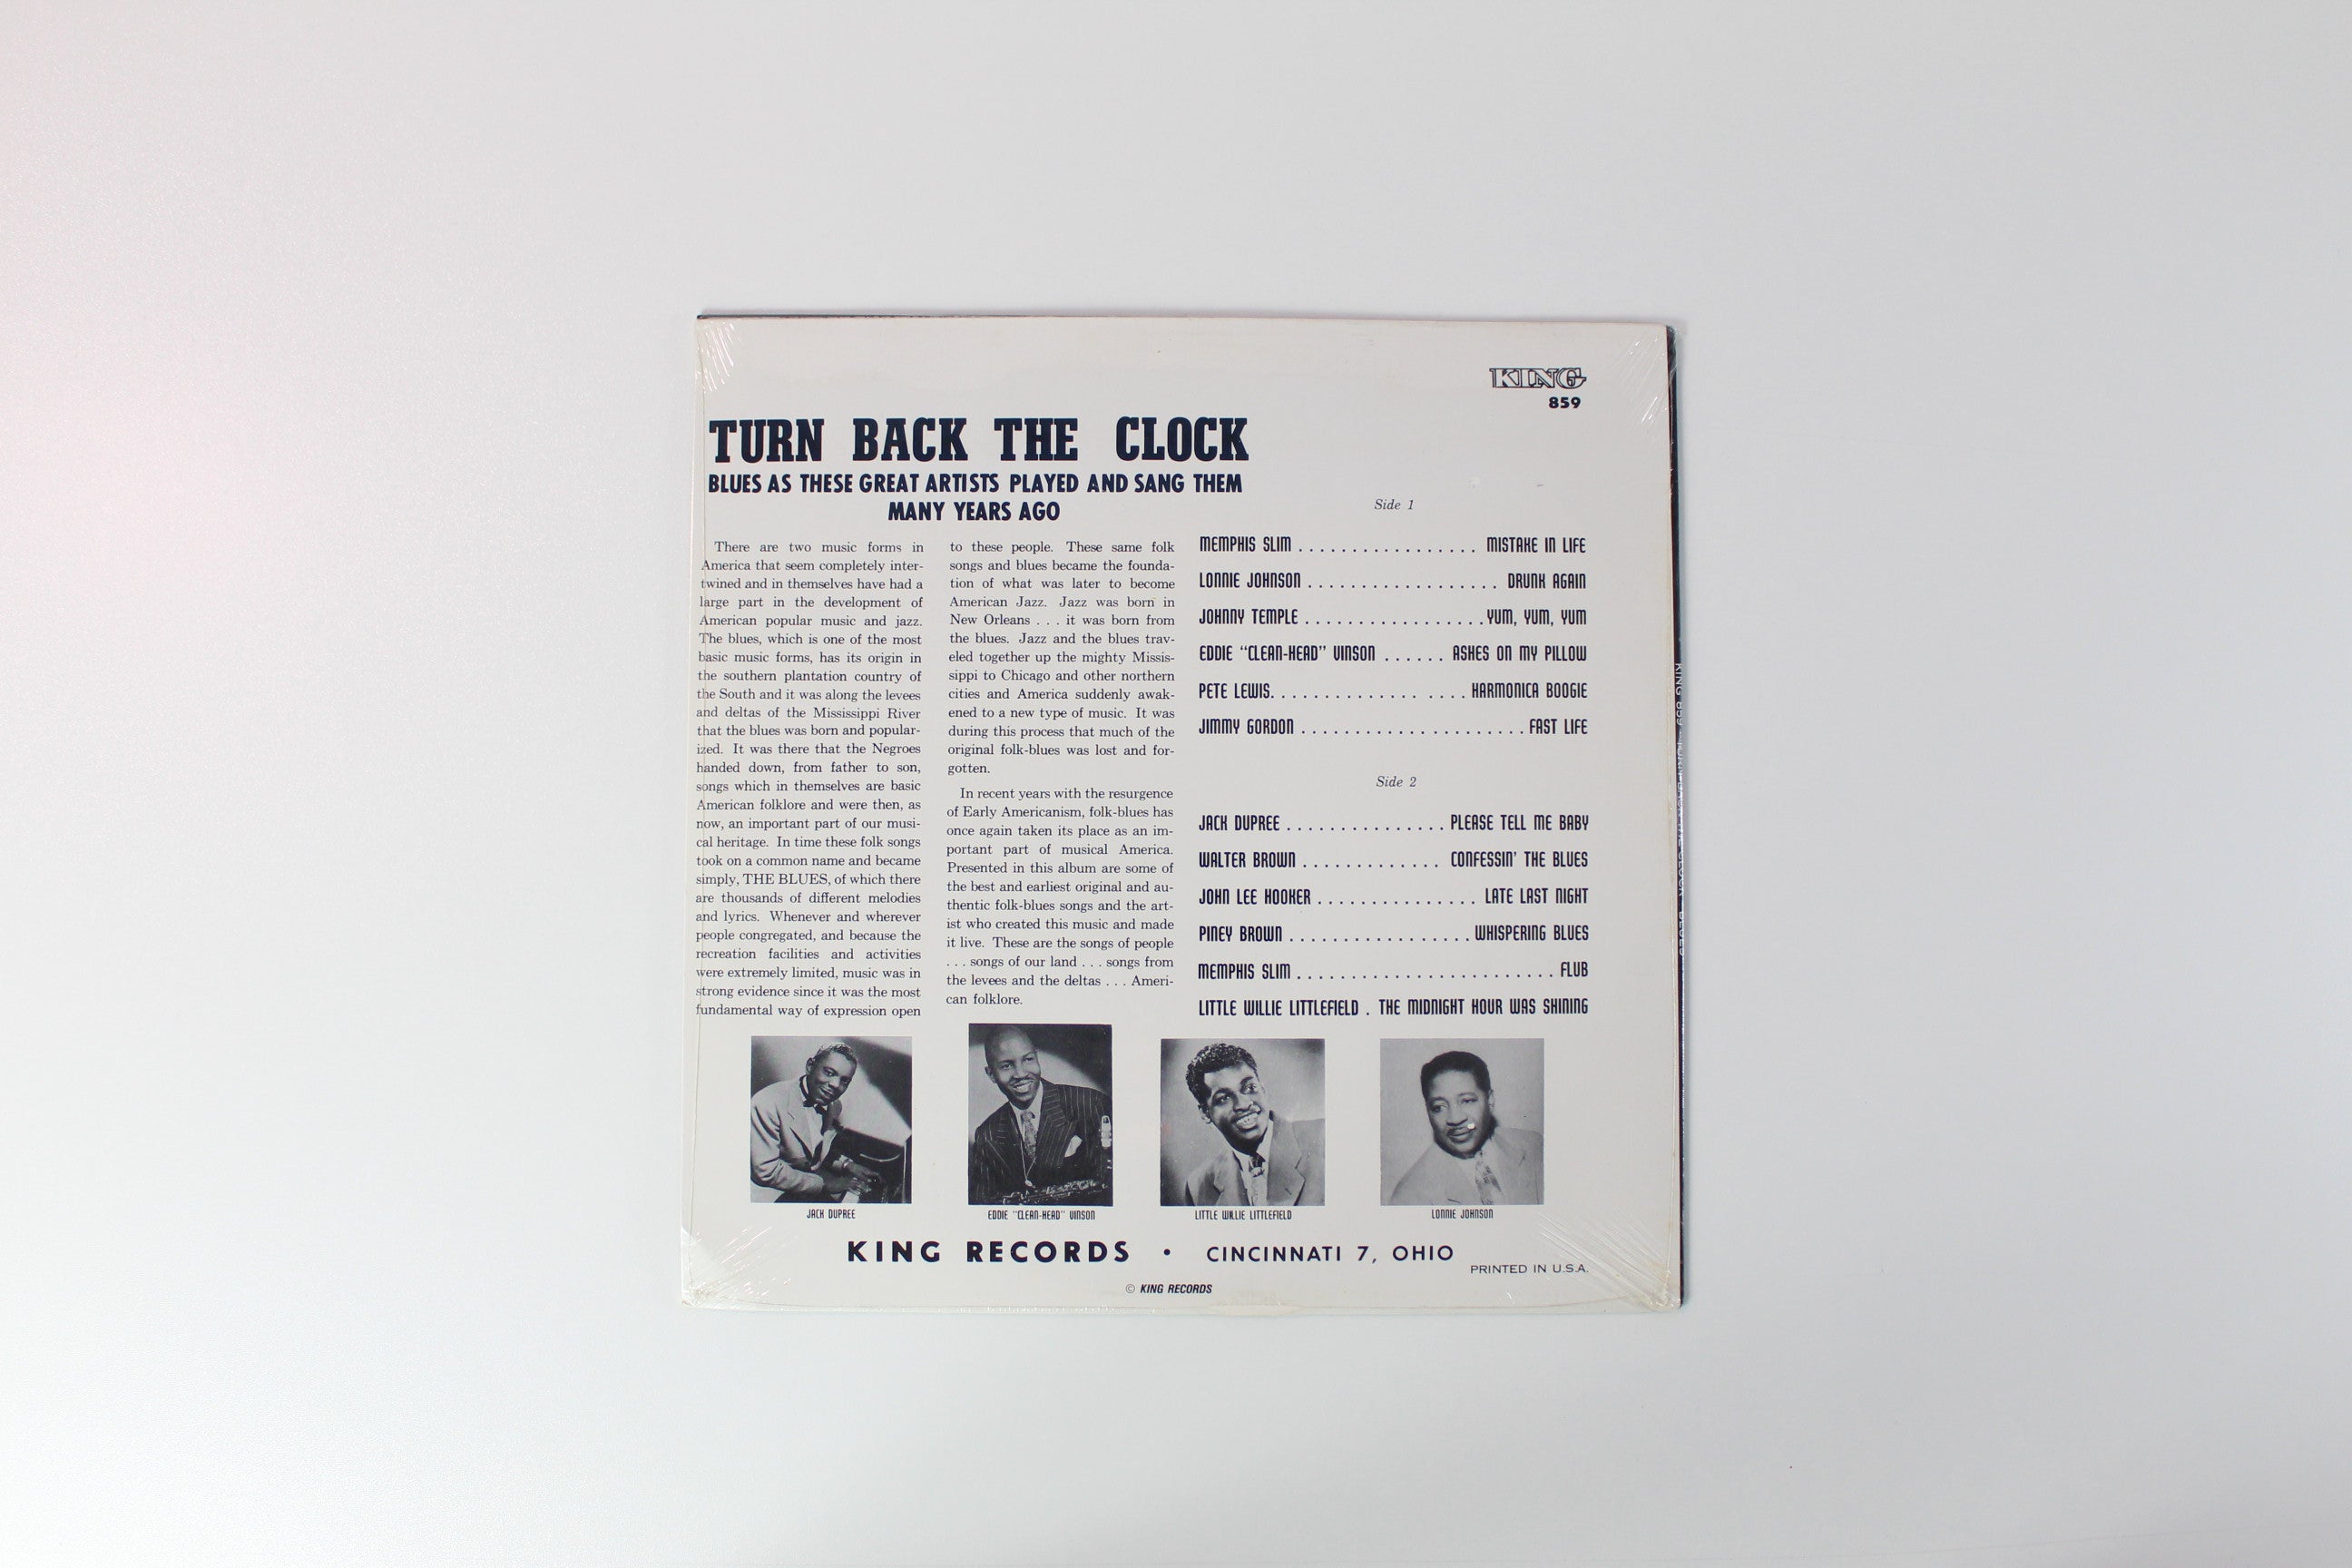 KING
859
TURN BACK THE CLOCK
BLUES AS THESE GREAT ARTISTS PLAYED AND SANG THEM
MANY YEARS AGO
There are two music forms in
America that seem completely inter-
twined and in themselves have had a
large part in the development of
American popular music and jazz.
The blues, which is one of the most
basic music forms, has its origin in
the southern plantation country of
the South and it was along the levees
and deltas of the Mississippi River
that the blues was born and popular-
ized. It was there that the Negroes
handed down, from father to son,
songs which in themselves are basic
American folklore and were then, as
now, an important part of our musi-
cal heritage. In time these folk songs
took on a common name and became
simply, THE BLUES, of which there
are thousands of different melodies
and lyrics. Whenever and wherever
people congregated, and because the
recreation facilities and activities
were extremely limited, music was in
strong evidence since it was the most
fundamental way of expression open
to these people. These same folk
songs and blues became the founda-
tion of what was later to become
American Jazz. Jazz was born in
New Orleans . . . it was born from
the blues. Jazz and the blues trav-
eled together up the mighty Missis-
sippi to Chicago and other northern
cities and America suddenly awak-
ened to a new type of music. It was
during this process that much of the
original folk-blues was lost and for-
gotten.
In recent years with the resurgence
of Early Americanism, folk-blues has
once again taken its place as an im-
portant part of musical America.
Presented in this album are some of
the best and earliest original and au-
thentic folk-blues songs and the art-
ist who created this music and made
it live. These are the songs of people
. . . songs of our land . . . songs from
the levees and the deltas . . . Ameri-
can folklore.
Side 1
MEMPHIS SLIM . . . . . . . . . . . . . . . . . MISTAKE IN LIFE
LONNIE JOHNSON . . . . . . . . . . . . . . . . . . DRUNK AGAIN
JOHNNY TEMPLE . . . . . . . . . . . . . . . . . YUM, YUM, YUM
EDDIE "CLEAN-HEAD" VINSON . . . . . . ASHES ON MY PILLOW
PETE LEWIS. . . . . . . . . . . . . . . . . . HARMONICA BOOGIE
JIMMY GORDON . . . . . . . . . . . . . . . . . . . . . FAST LIFE
Side 2
JACK DUPREE . . . . . . . . . . . . . . . PLEASE TELL ME BABY
WALTER BROWN . . . . . . . . . . . . . CONFESSIN' THE BLUES
JOHN LEE HOOKER . . . . . . . . . . . . . . . LATE LAST NIGHT
PINEY BROWN . . . . . . . . . . . . . . . . . WHISPERING BLUES
MEMPHIS SLIM . . . . . . . . . . . . . . . . . . . . . . . . FLUB
LITTLE WILLIE LITTLEFIELD . THE MIDNIGHT HOUR WAS SHINING
JACK DUPREE
EDDIE "CLEAN-HEAD" VINSON
LITTLE WILLIE LITTLEFIELD
LONNIE JOHNSON
KING RECORDS • CINCINNATI 7, OHIO
PRINTED IN U.S.A.
© KING RECORDS
KING 859